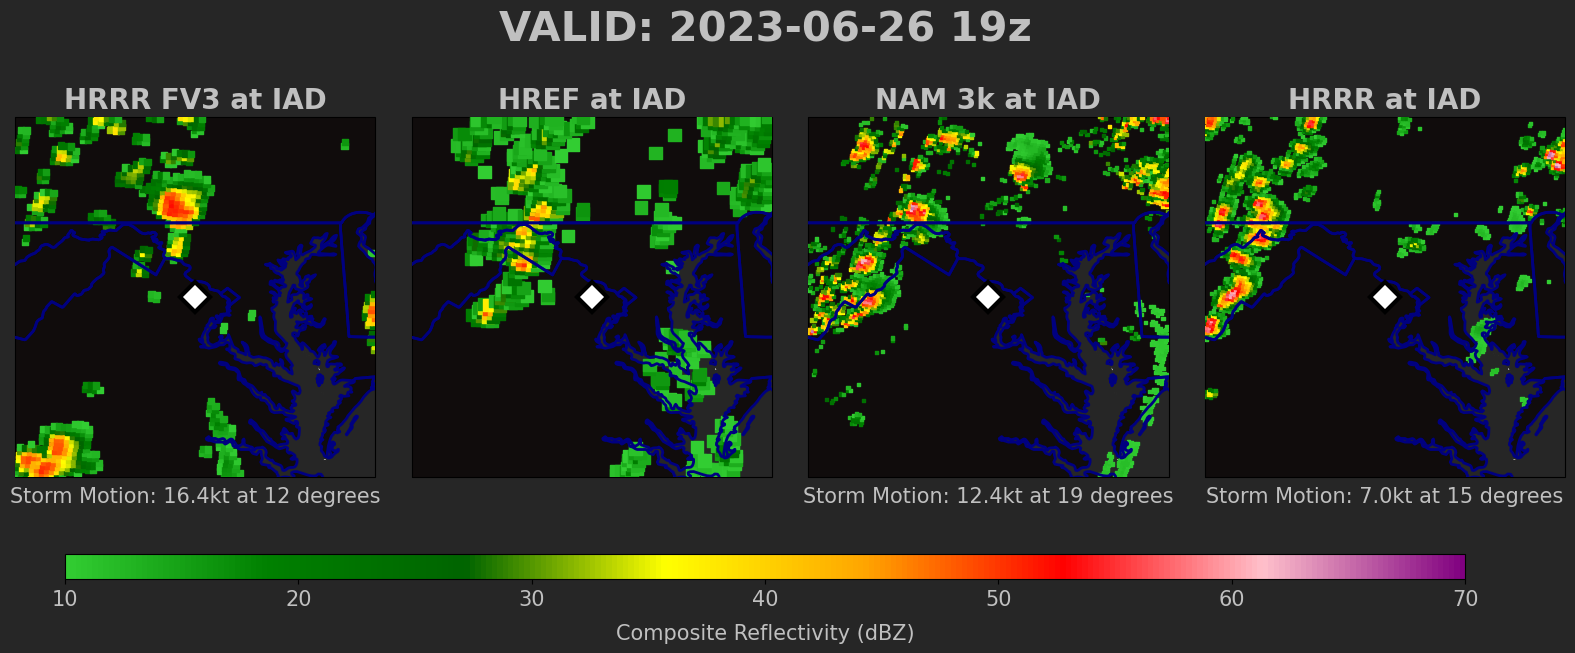 VALID: 2023-06-26 19z
HRRR FV3 at IAD
HREF at IAD
NAM 3k at IAD
HRRR at IAD
Storm Motion: 16.4kt at 12 degrees
Storm Motion: 12.4kt at 19 degrees
Storm Motion: 7.0kt at 15 degrees
10 20 30 40 50 60 70
Composite Reflectivity (dBZ)